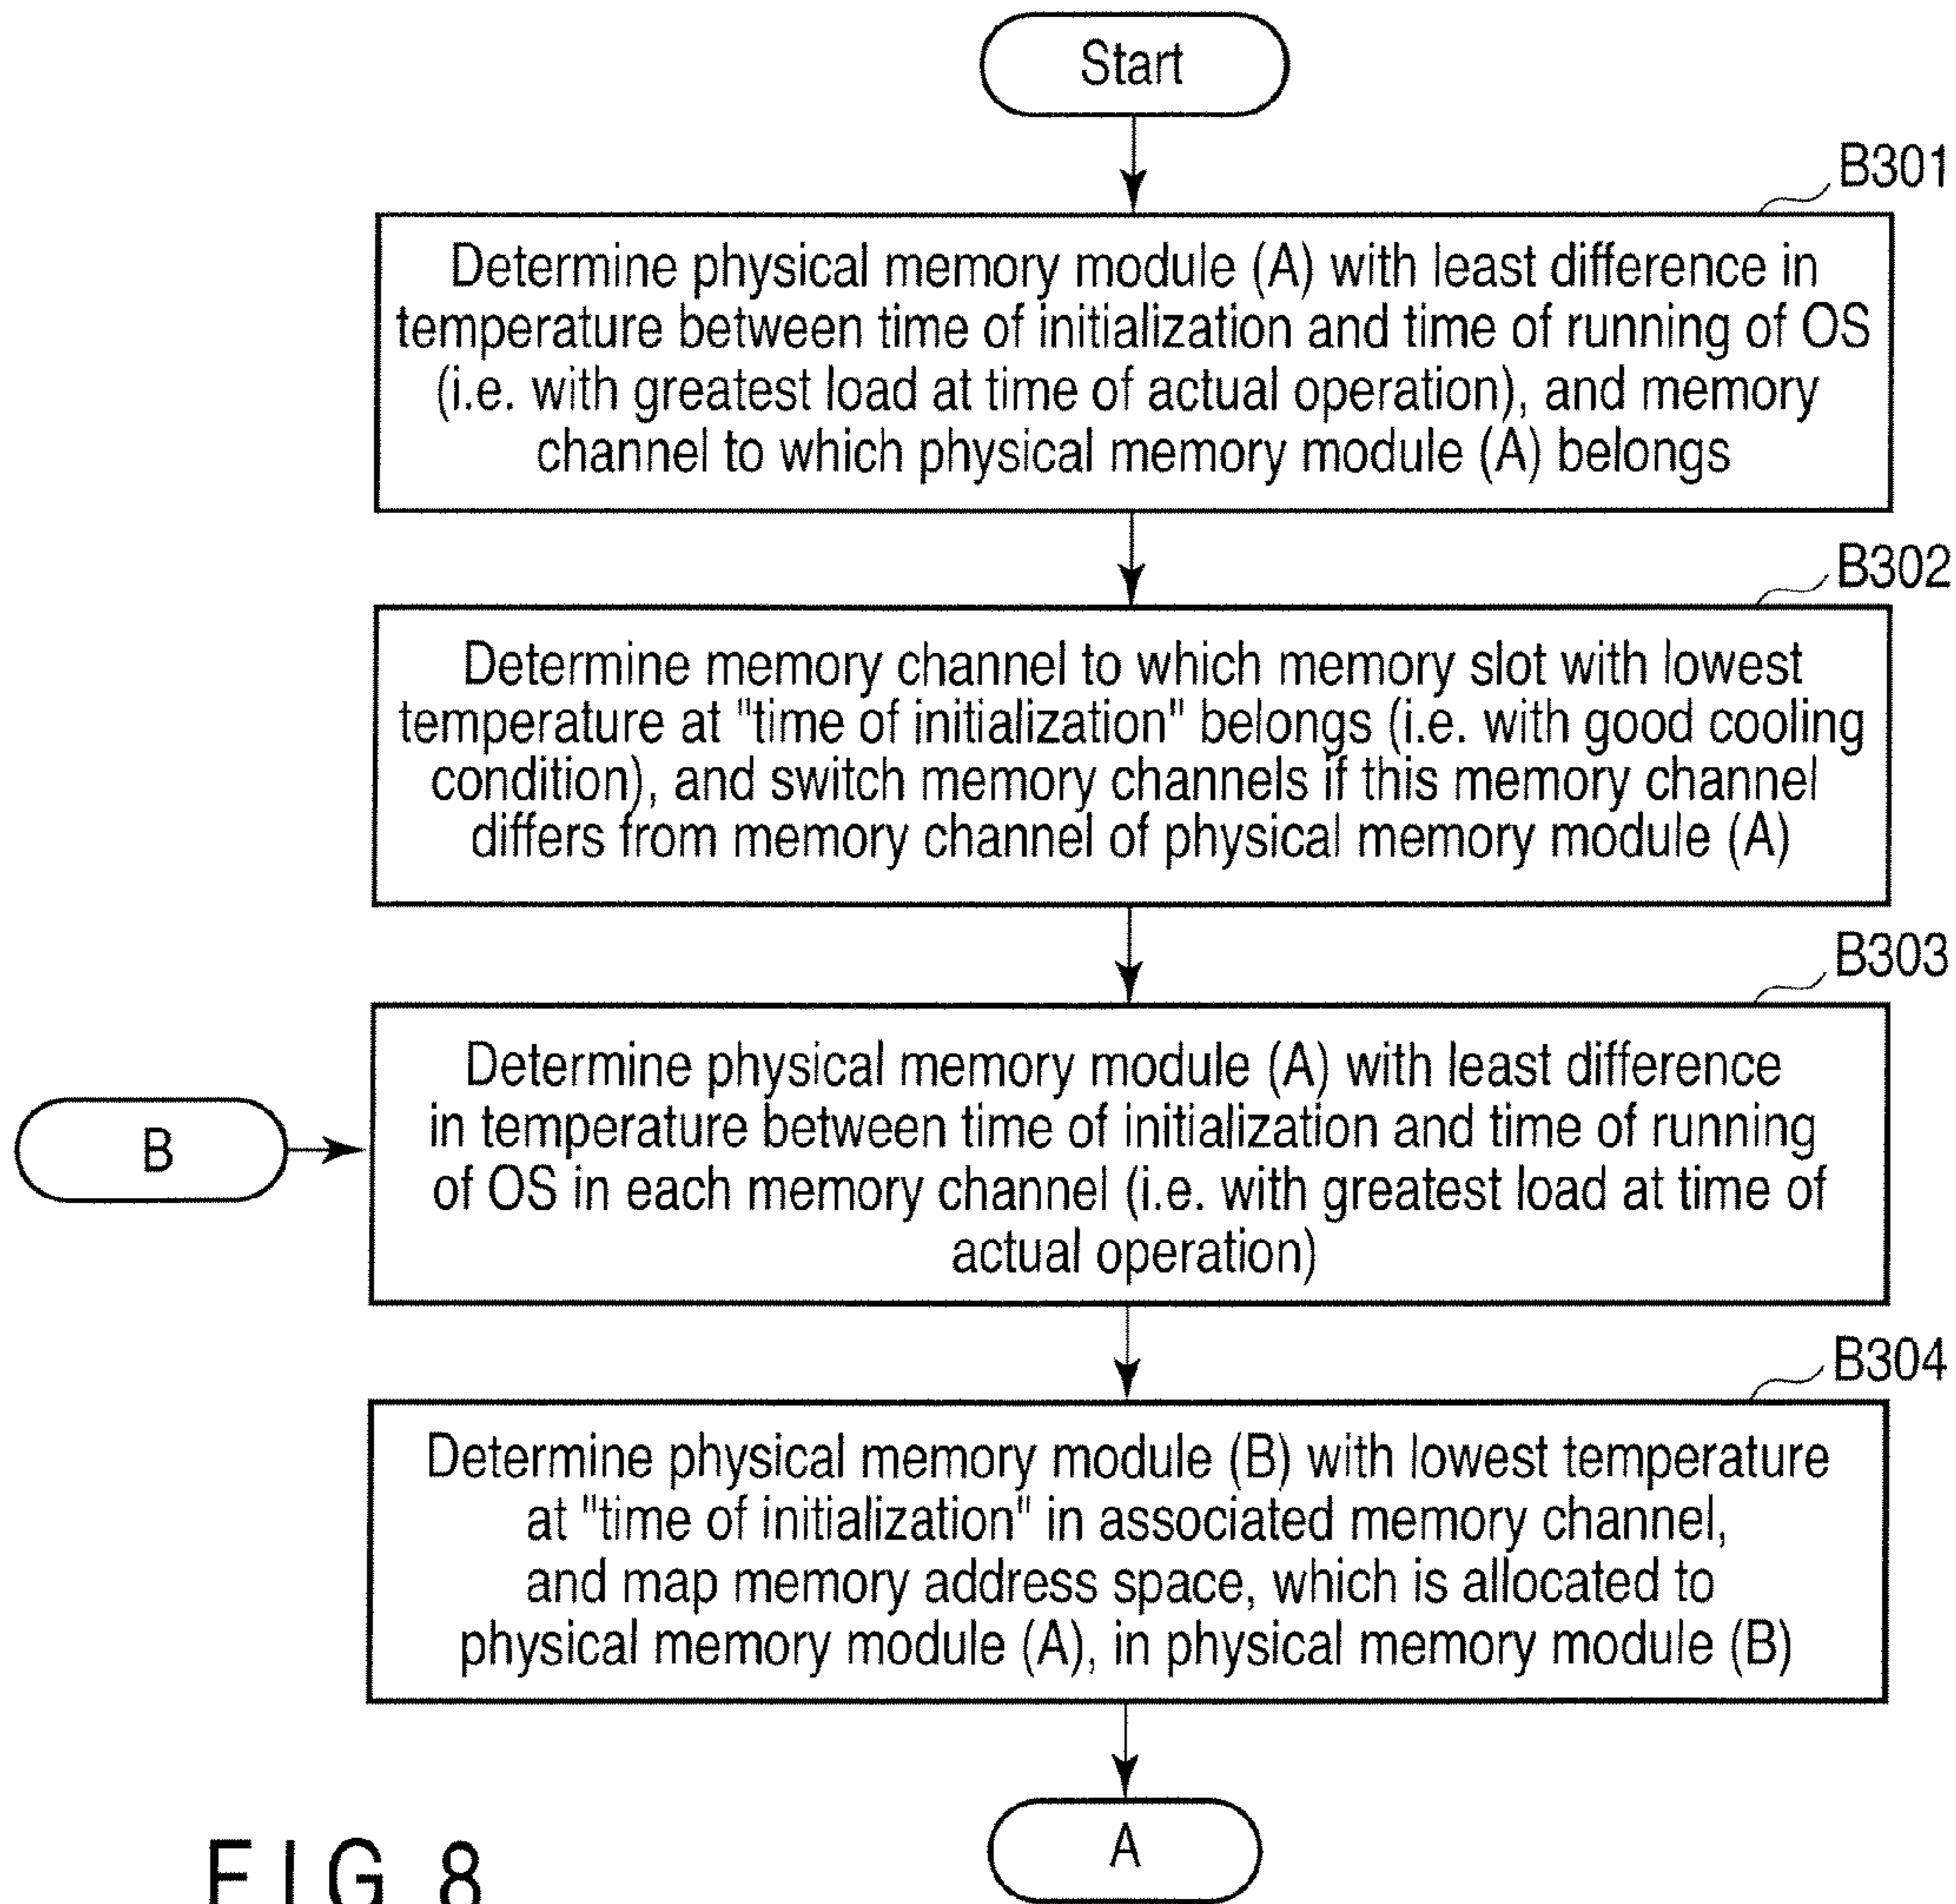 Start
B301
Determine physical memory module (A) with least difference in
temperature between time of initialization and time of running of OS
(i.e. with greatest load at time of actual operation), and memory
channel to which physical memory module (A) belongs
B302
Determine memory channel to which memory slot with lowest
temperature at "time of initialization" belongs (i.e. with good cooling
condition), and switch memory channels if this memory channel
differs from memory channel of physical memory module (A)
B303
Determine physical memory module (A) with least difference
in temperature between time of initialization and time of running
of OS in each memory channel (i.e. with greatest load at time of
actual operation)
B
B304
Determine physical memory module (B) with lowest temperature
at "time of initialization" in associated memory channel,
and map memory address space, which is allocated to
physical memory module (A), in physical memory module (B)
A
FIG 8